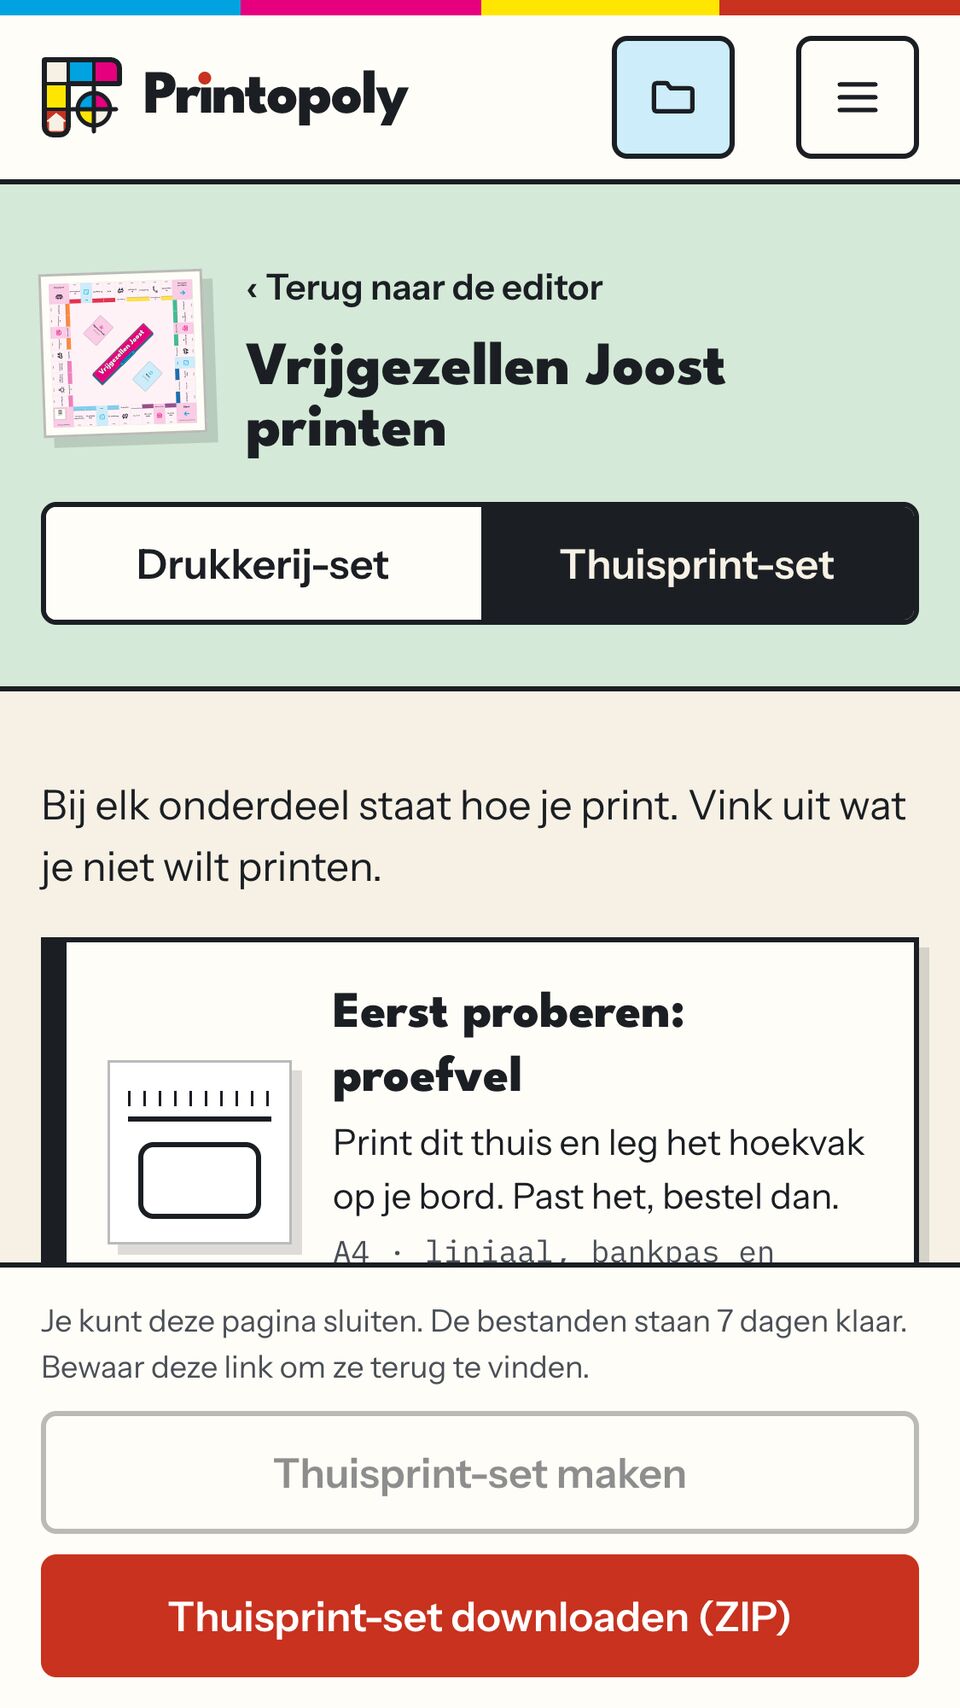 Printopoly
‹ Terug naar de editor
Vrijgezellen Joost
Vrijgezellen Joost
printen
Drukkerij-set
Thuisprint-set
Bij elk onderdeel staat hoe je print. Vink uit wat
je niet wilt printen.
Eerst proberen:
proefvel
Print dit thuis en leg het hoekvak
op je bord. Past het, bestel dan.
A4 · liniaal, bankpas en
Je kunt deze pagina sluiten. De bestanden staan 7 dagen klaar.
Bewaar deze link om ze terug te vinden.
Thuisprint-set maken
Thuisprint-set downloaden (ZIP)